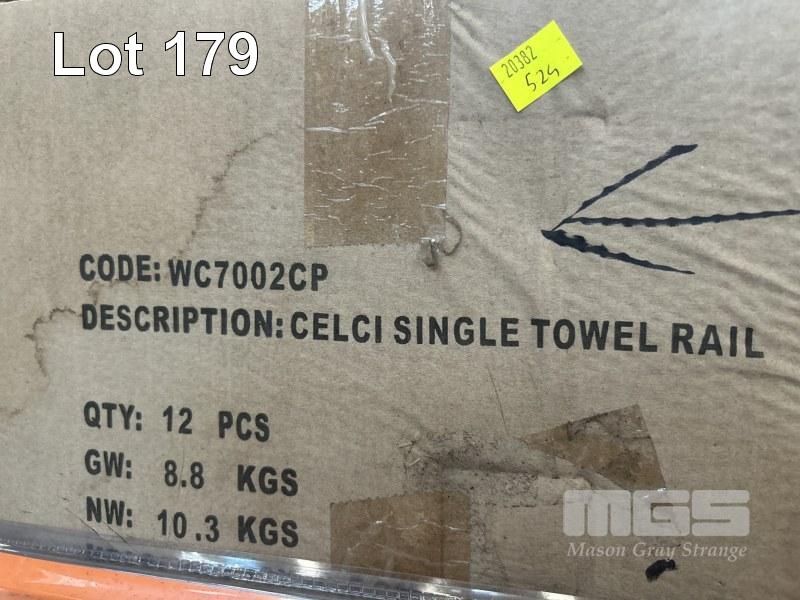 Lot 179
20382
524
CODE: WC7002CP
DESCRIPTION: CELCI SINGLE TOWEL RAIL
QTY: 12 PCS
GW: 8.8 KGS
NW: 10.3 KGS
MGS
Mason Gray Strange